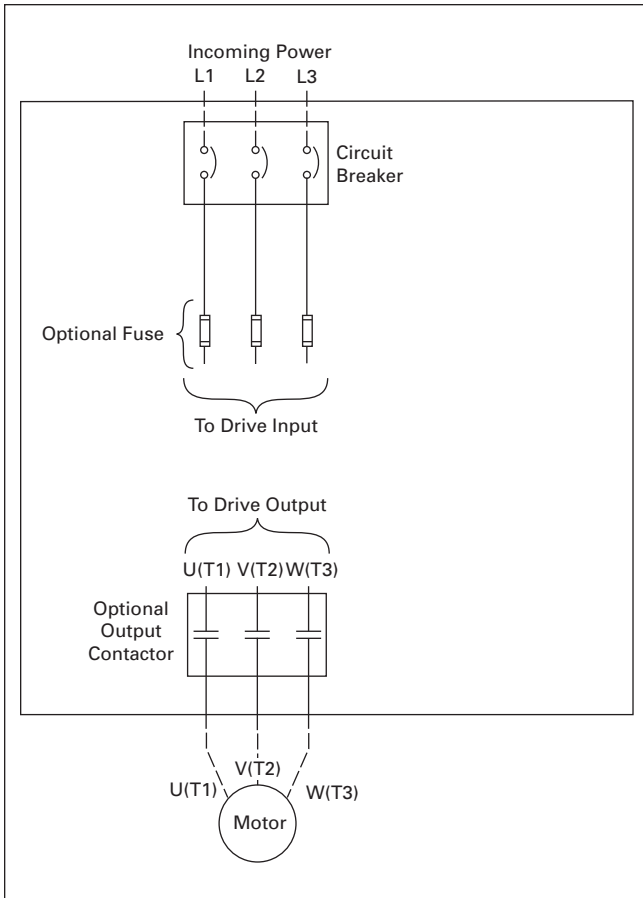 Incoming Power
L1 L2 L3
Circuit
Breaker
Optional Fuse
To Drive Input
To Drive Output
U(T1) V(T2) W(T3)
Optional
Output
Contactor
V(T2)
U(T1)
W(T3)
Motor